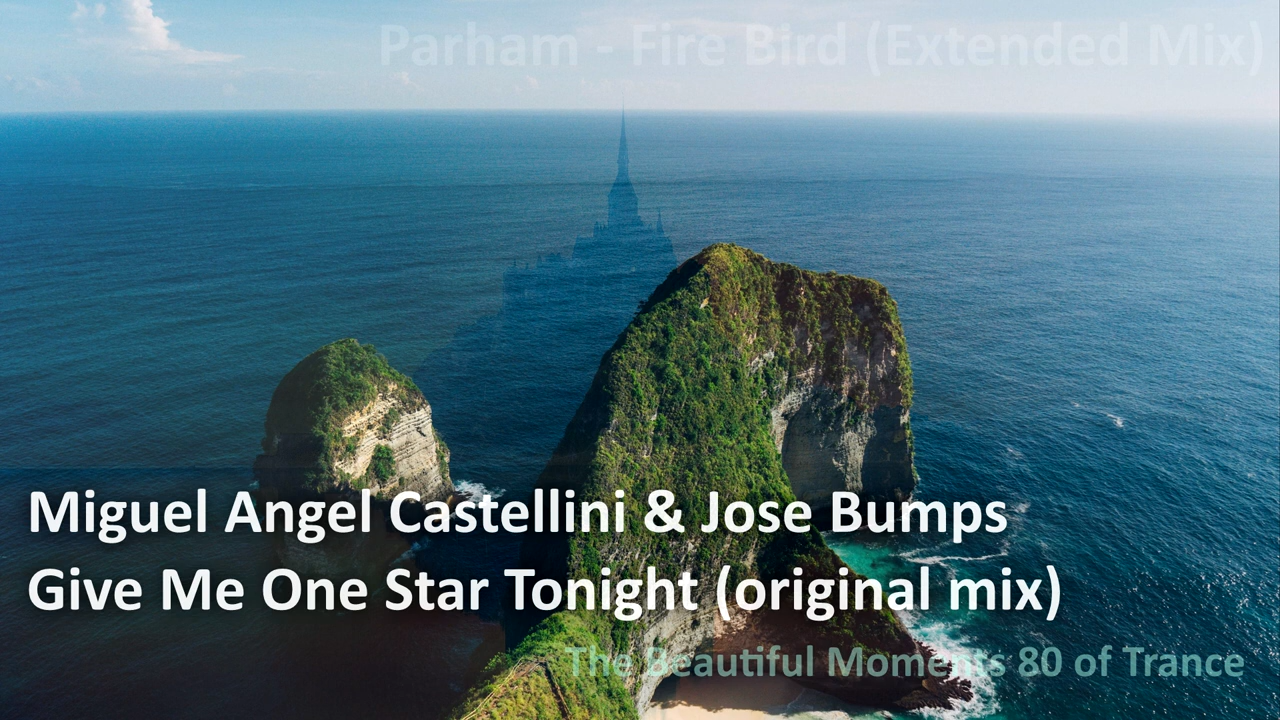 Parham - Fire Bird (Extended Mix)
Miguel Angel Castellini & Jose Bumps
Give Me One Star Tonight (original mix)
The Beautiful Moments 80 of Trance